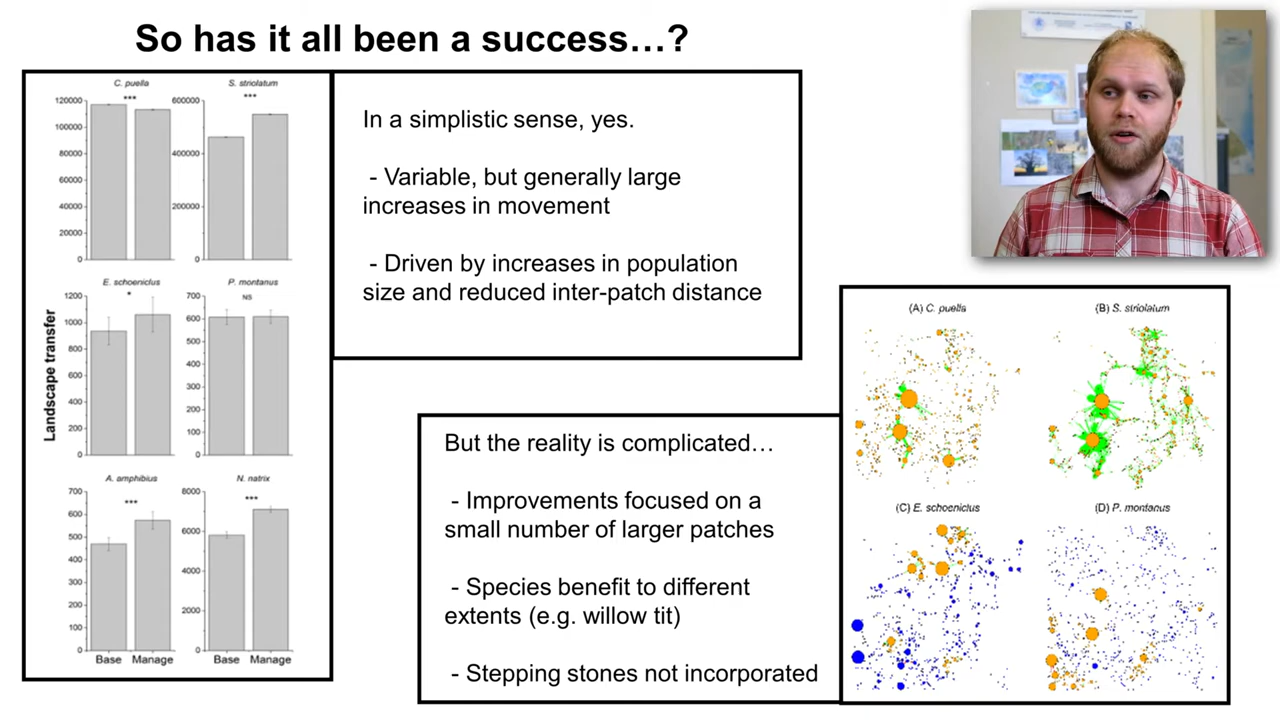 So has it all been a success…?
C. puella
S. striolatum
***
***
120000
100000
80000
60000
40000
20000
0
600000
400000
200000
0
E. schoeniclus
P. montanus
*
NS
1200
1000
800
600
400
200
0
700
600
500
400
300
200
100
0
Landscape transfer
A. amphibius
N. natrix
***
***
700
600
500
400
300
200
100
0
8000
6000
4000
2000
0
Base Manage
Base Manage
In a simplistic sense, yes.
- Variable, but generally large
increases in movement
- Driven by increases in population
size and reduced inter-patch distance
But the reality is complicated…
- Improvements focused on a
small number of larger patches
- Species benefit to different
extents (e.g. willow tit)
- Stepping stones not incorporated
(A) C. puella
(B) S. striolatum
(C) E. schoeniclus
(D) P. montanus